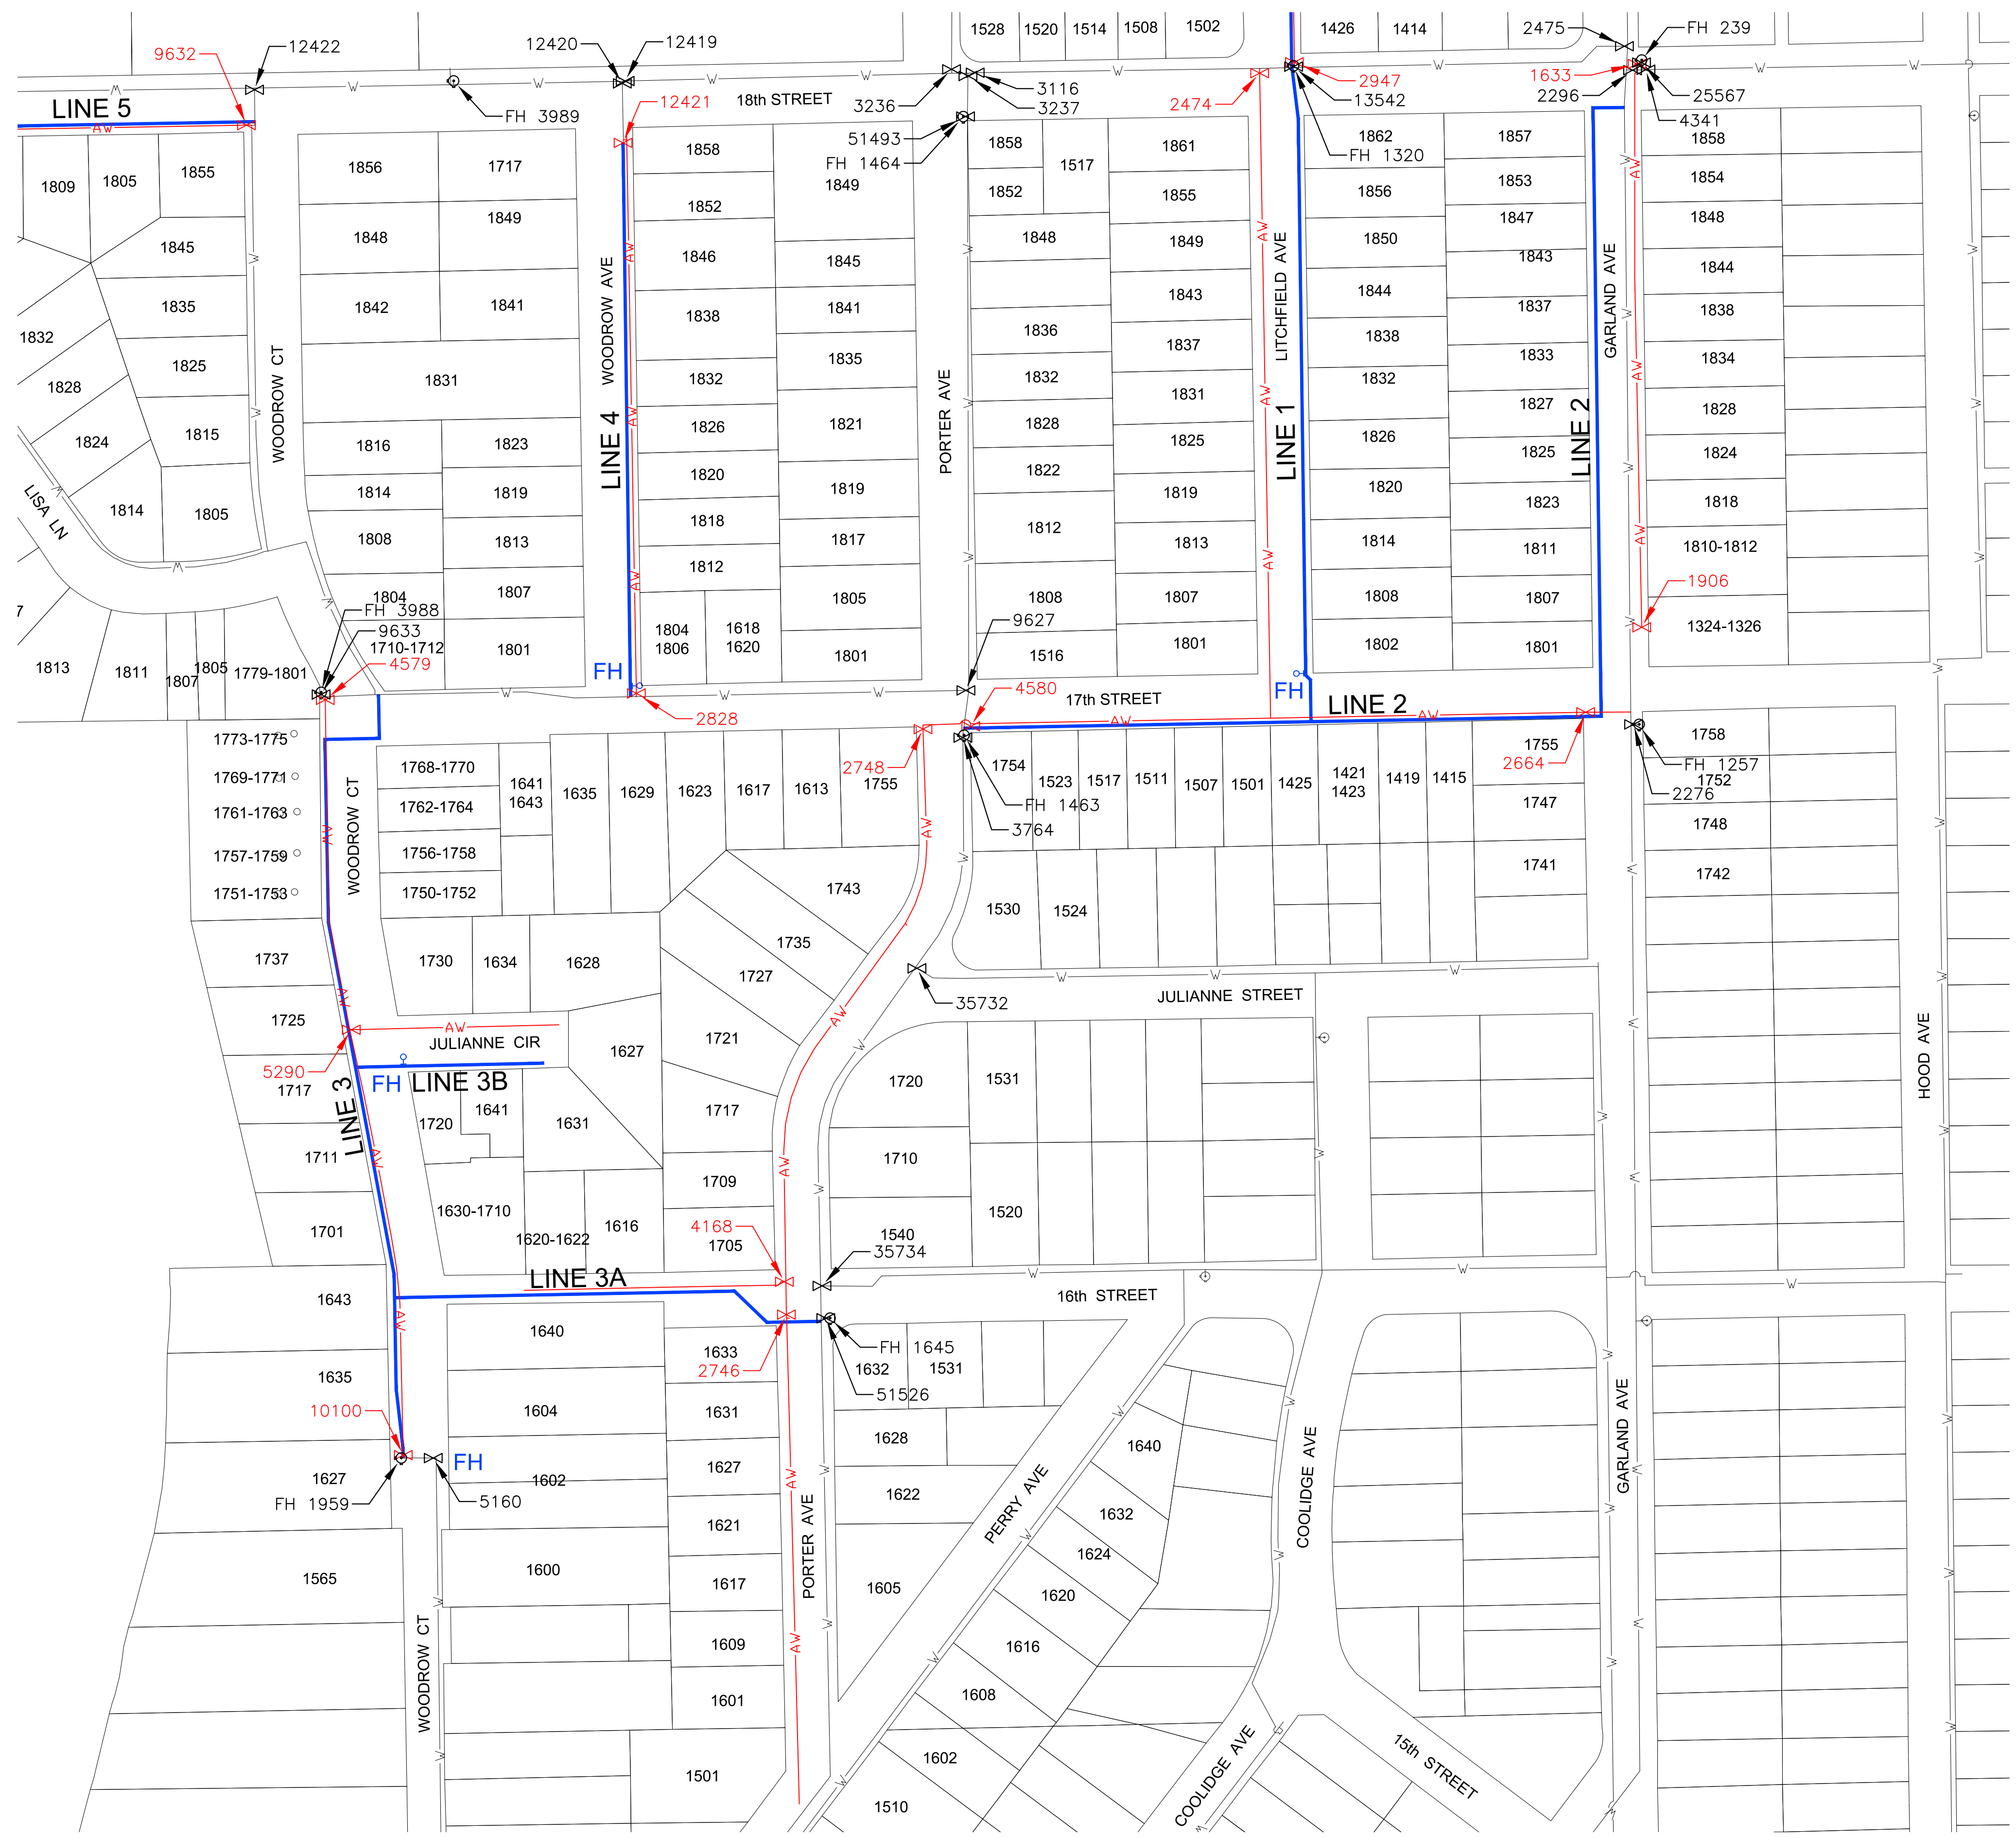 1528 1520 1514 1508 1502 1426 1414
2475 FH 239
9632 12422 12420 12419
2947 1633
3116 3236 3237 2474 13542 2296 25567
LINE 5 18th STREET
AW 12421
FH 3989 51493 FH 1464 FH 1320 4341
1809 1805 1855 1856 1717 1858 1849 1858 1517 1861 1862 1857 1858
1852 1852 1855 1856 1853 1854
1845 1848 1849 1846 1845 1848 1849 1850 1847 1848
1835 1842 1841 1838 1841 1843 1844 1843 1844
1832 1825 1831 1835 1836 1837 1838 1837 1838
1828 1832 1832 1831 1832 1833 1834
1824 1815 1816 1823 1826 1821 1828 1825 1826 1827 1828
1814 1805 1814 1819 1820 1819 1822 1819 1820 1825 1824
1808 1813 1818 1817 1812 1813 1814 1823 1818
1804 1807 1812 1805 1808 1807 1808 1811 1810-1812
WOODROW CT
WOODROW AVE
LINE 4
PORTER AVE
LITCHFIELD AVE
LINE 1
GARLAND AVE
LINE 2
LISA LN
1906
1807
1324-1326
FH 3988
9633
1710-1712
4579
1801
1804
1806
1618
1620
1801
9627
1516
1801
1802
1801
7
1813 1811 1807 1805 1779-1801
FH
2828
4580
17th STREET
FH
LINE 2
AW AW
2748
2664
1773-1775
1769-1771
1761-1763
1757-1759
1751-1753
1768-1770
1762-1764
1756-1758
1750-1752
1641
1643
1635 1629 1623 1617 1613 1755
1754 1523 1517 1511 1507 1501 1425
1421
1423
1419 1415 1755
FH 1463
3764
1747
1741
1758
FH 1257
1752
2276
1748
1742
WOODROW CT
1743
1735
1727
1721
1717
1709
1705
1530 1524
1737
1725
1717
1711
1701
1730 1634 1628
35732
JULIANNE STREET
AW
JULIANNE CIR
5290
FH LINE 3B
LINE 3
1627
1720 1641 1631
1630-1710
1620-1622
1616
1720 1531
1710
1540 1520
HOOD AVE
4168
35734
LINE 3A
16th STREET
1643
1635
1640
1633
2746
FH 1645
1632 1531
51526
10100
1604
1631
1628
FH
1627
1602
1627
1622
FH 1959
5160
1640
1632
1624
1620
1616
1608
1602
1510
PERRY AVE
COOLIDGE AVE
GARLAND AVE
1565
1600
1621
1617
1609
1601
1501
1605
PORTER AVE
WOODROW CT
COOLIDGE AVE
15th STREET